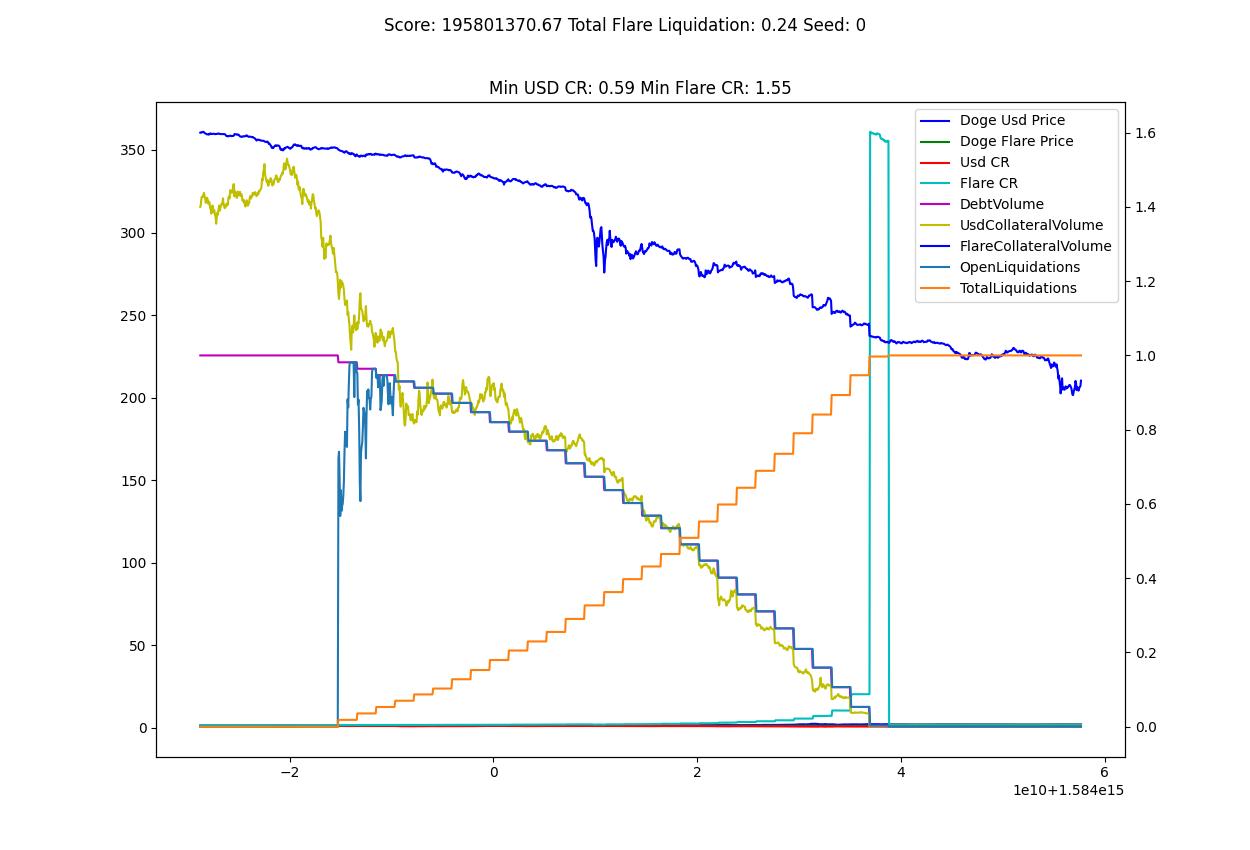 Score: 195801370.67 Total Flare Liquidation: 0.24 Seed: 0
Min USD CR: 0.59 Min Flare CR: 1.55
Doge Usd Price
Doge Flare Price
Usd CR
Flare CR
DebtVolume
UsdCollateralVolume
FlareCollateralVolume
OpenLiquidations
TotalLiquidations
350
300
250
200
150
100
50
0
1.6
1.4
1.2
1.0
0.8
0.6
0.4
0.2
0.0
−2
0
2
4
6
1e10+1.584e15